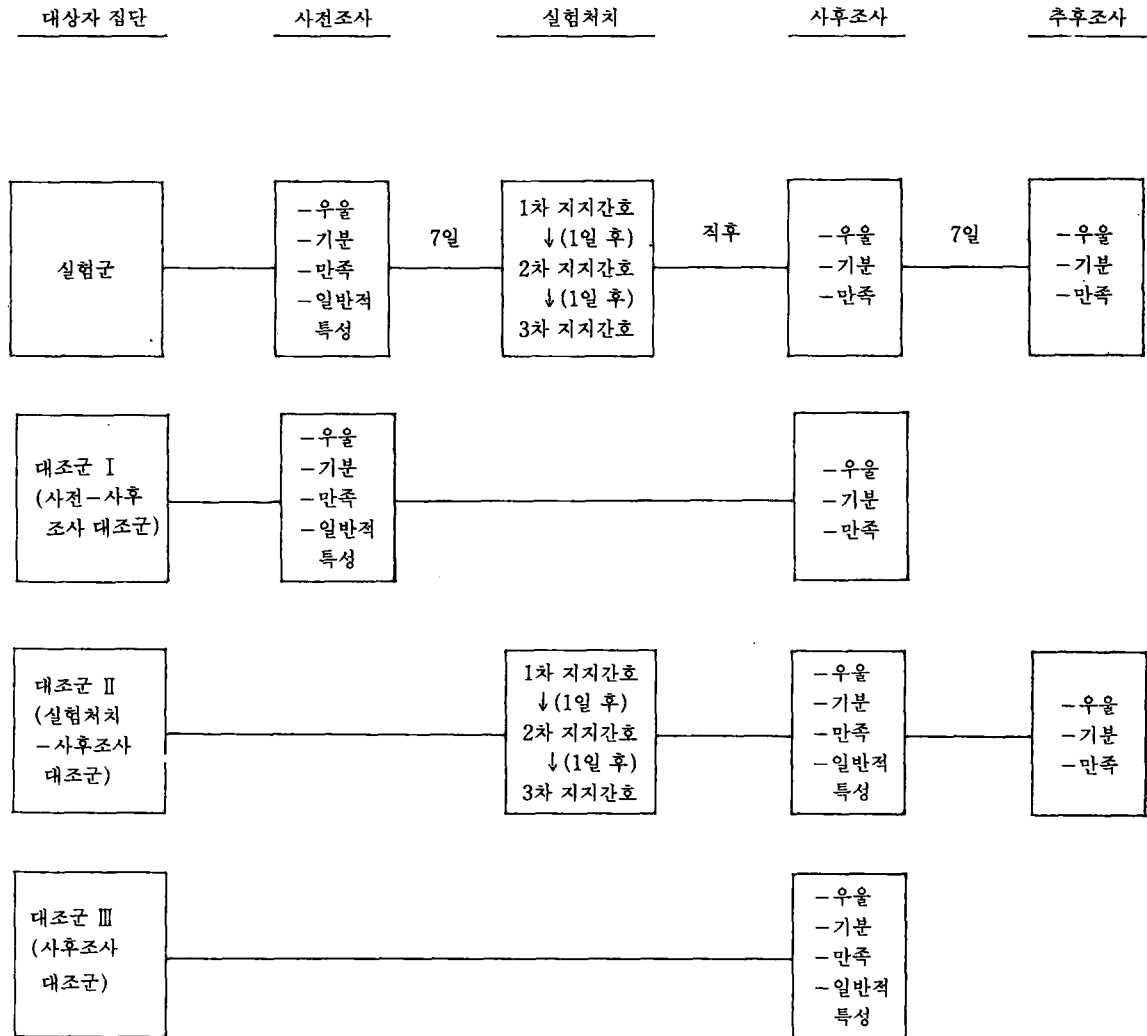 대상자 집단
사전조사
실험처치
사후조사
추후조사
실험군
-우울
-기분
-만족
-일반적
특성
7일
1차 지지간호
↓(1일 후)
2차 지지간호
↓(1일 후)
3차 지지간호
직후
-우울
-기분
-만족
7일
-우울
-기분
-만족
대조군 Ⅰ
(사전-사후
조사 대조군)
-우울
-기분
-만족
-일반적
특성
-우울
-기분
-만족
대조군 Ⅱ
(실험처치
-사후조사
대조군)
1차 지지간호
↓(1일 후)
2차 지지간호
↓(1일 후)
3차 지지간호
-우울
-기분
-만족
-일반적
특성
-우울
-기분
-만족
대조군 Ⅲ
(사후조사
대조군)
-우울
-기분
-만족
-일반적
특성